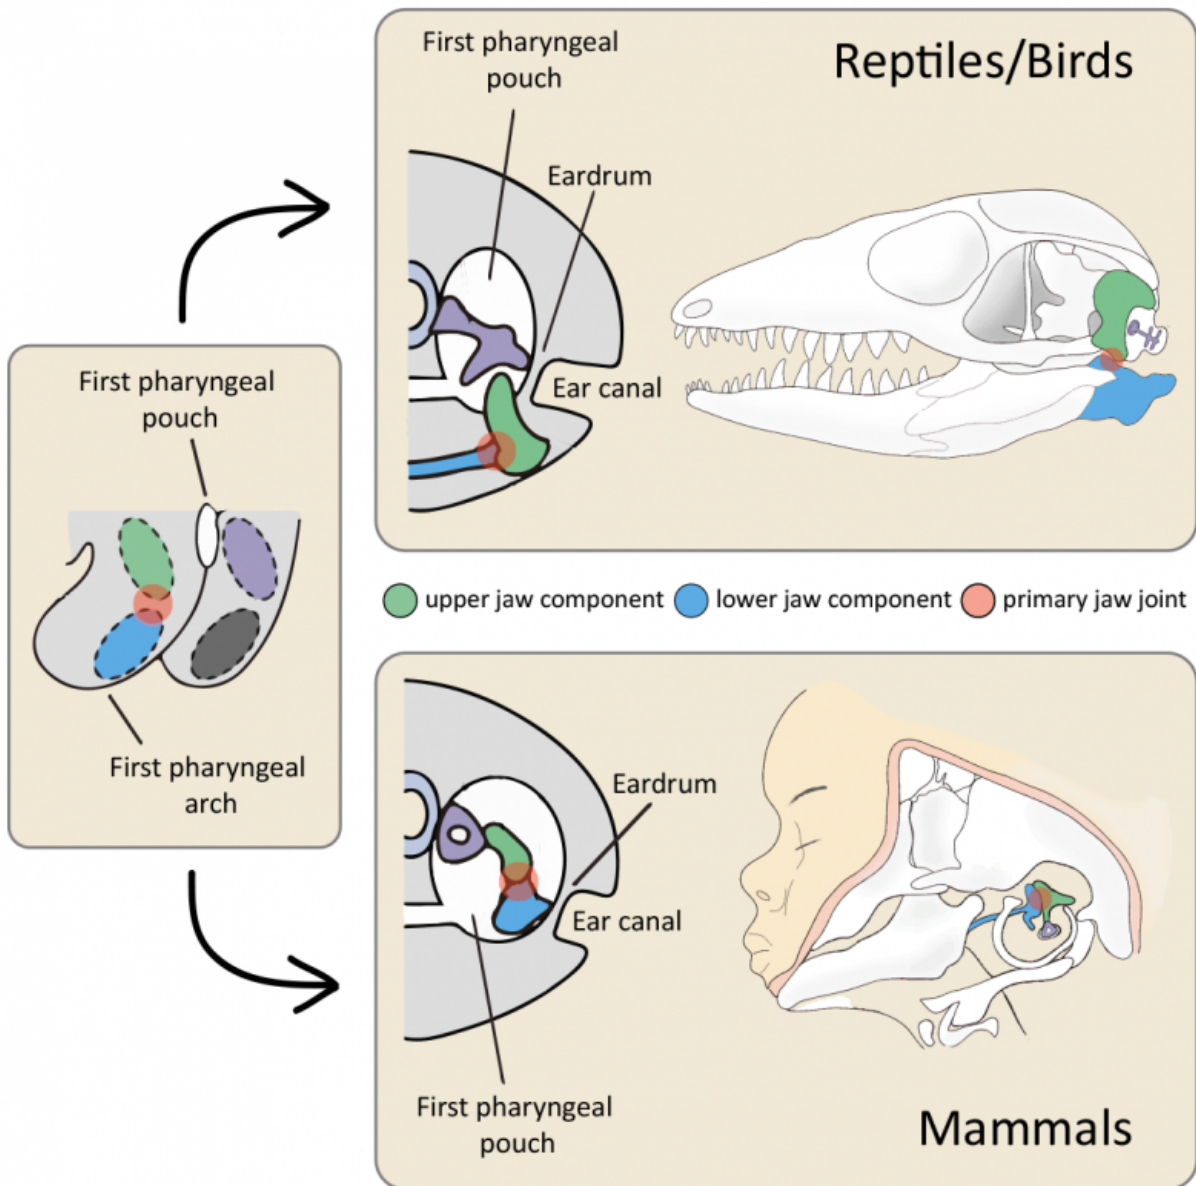 First pharyngeal
pouch
Reptiles/Birds
Eardrum
Ear canal
First pharyngeal
pouch
First pharyngeal
arch
upper jaw component
lower jaw component
primary jaw joint
Eardrum
Ear canal
First pharyngeal
pouch
Mammals